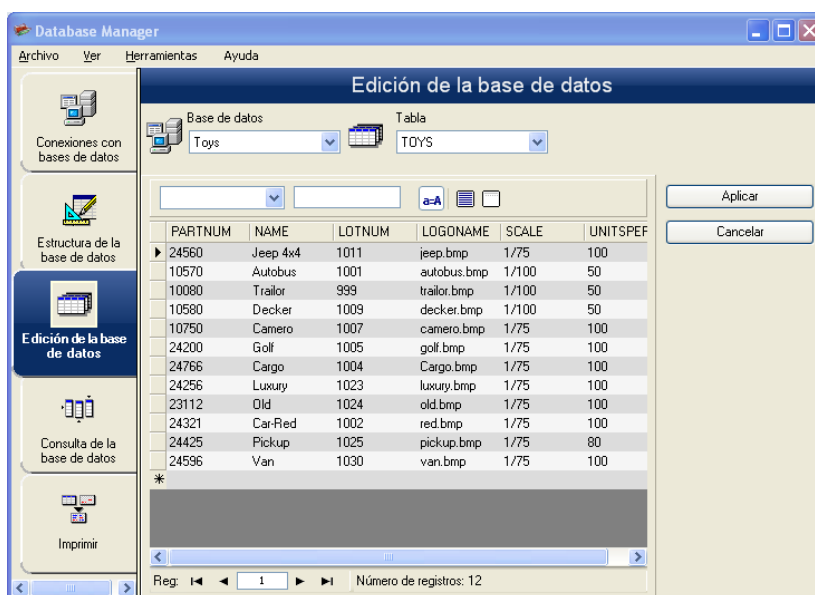 Database Manager
Archivo Ver Herramientas Ayuda
Edición de la base de datos
Conexiones con
bases de datos
Estructura de la
base de datos
Edición de la base
de datos
Consulta de la
base de datos
Imprimir
Base de datos
Toys
Tabla
TOYS
a=A
Aplicar
Cancelar
PARTNUM NAME LOTNUM LOGONAME SCALE UNITSPEF
24560 Jeep 4x4 1011 jeep.bmp 1/75 100
10570 Autobus 1001 autobus.bmp 1/100 50
10080 Trailor 999 trailor.bmp 1/100 50
10580 Decker 1009 decker.bmp 1/100 50
10750 Camero 1007 camero.bmp 1/75 100
24200 Golf 1005 golf.bmp 1/75 100
24766 Cargo 1004 Cargo.bmp 1/75 100
24256 Luxury 1023 luxury.bmp 1/75 100
23112 Old 1024 old.bmp 1/75 100
24321 Car-Red 1002 red.bmp 1/75 100
24425 Pickup 1025 pickup.bmp 1/75 80
24596 Van 1030 van.bmp 1/75 100
Reg: 1 Número de registros: 12